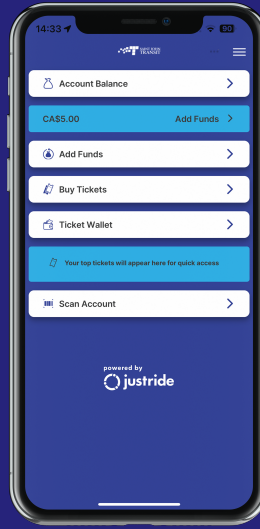 14:33
90
SAINT JOHN
TRANSIT
Account Balance
CA$5.00 Add Funds
Add Funds
Buy Tickets
Ticket Wallet
Your top tickets will appear here for quick access
Scan Account
powered by
justride